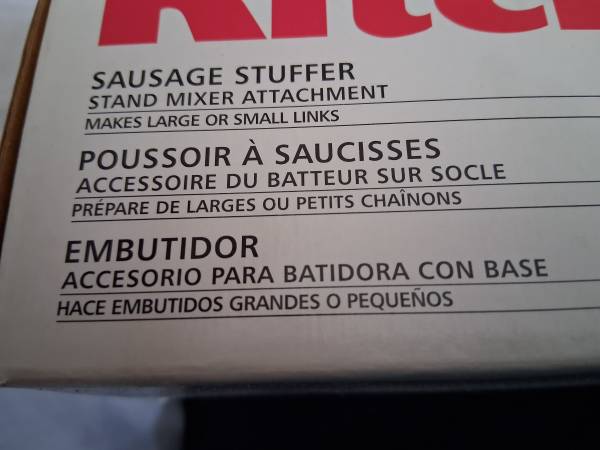 Kitc
SAUSAGE STUFFER
STAND MIXER ATTACHMENT
MAKES LARGE OR SMALL LINKS
POUSSOIR À SAUCISSES
ACCESSOIRE DU BATTEUR SUR SOCLE
PRÉPARE DE LARGES OU PETITS CHAÎNONS
EMBUTIDOR
ACCESORIO PARA BATIDORA CON BASE
HACE EMBUTIDOS GRANDES O PEQUEÑOS